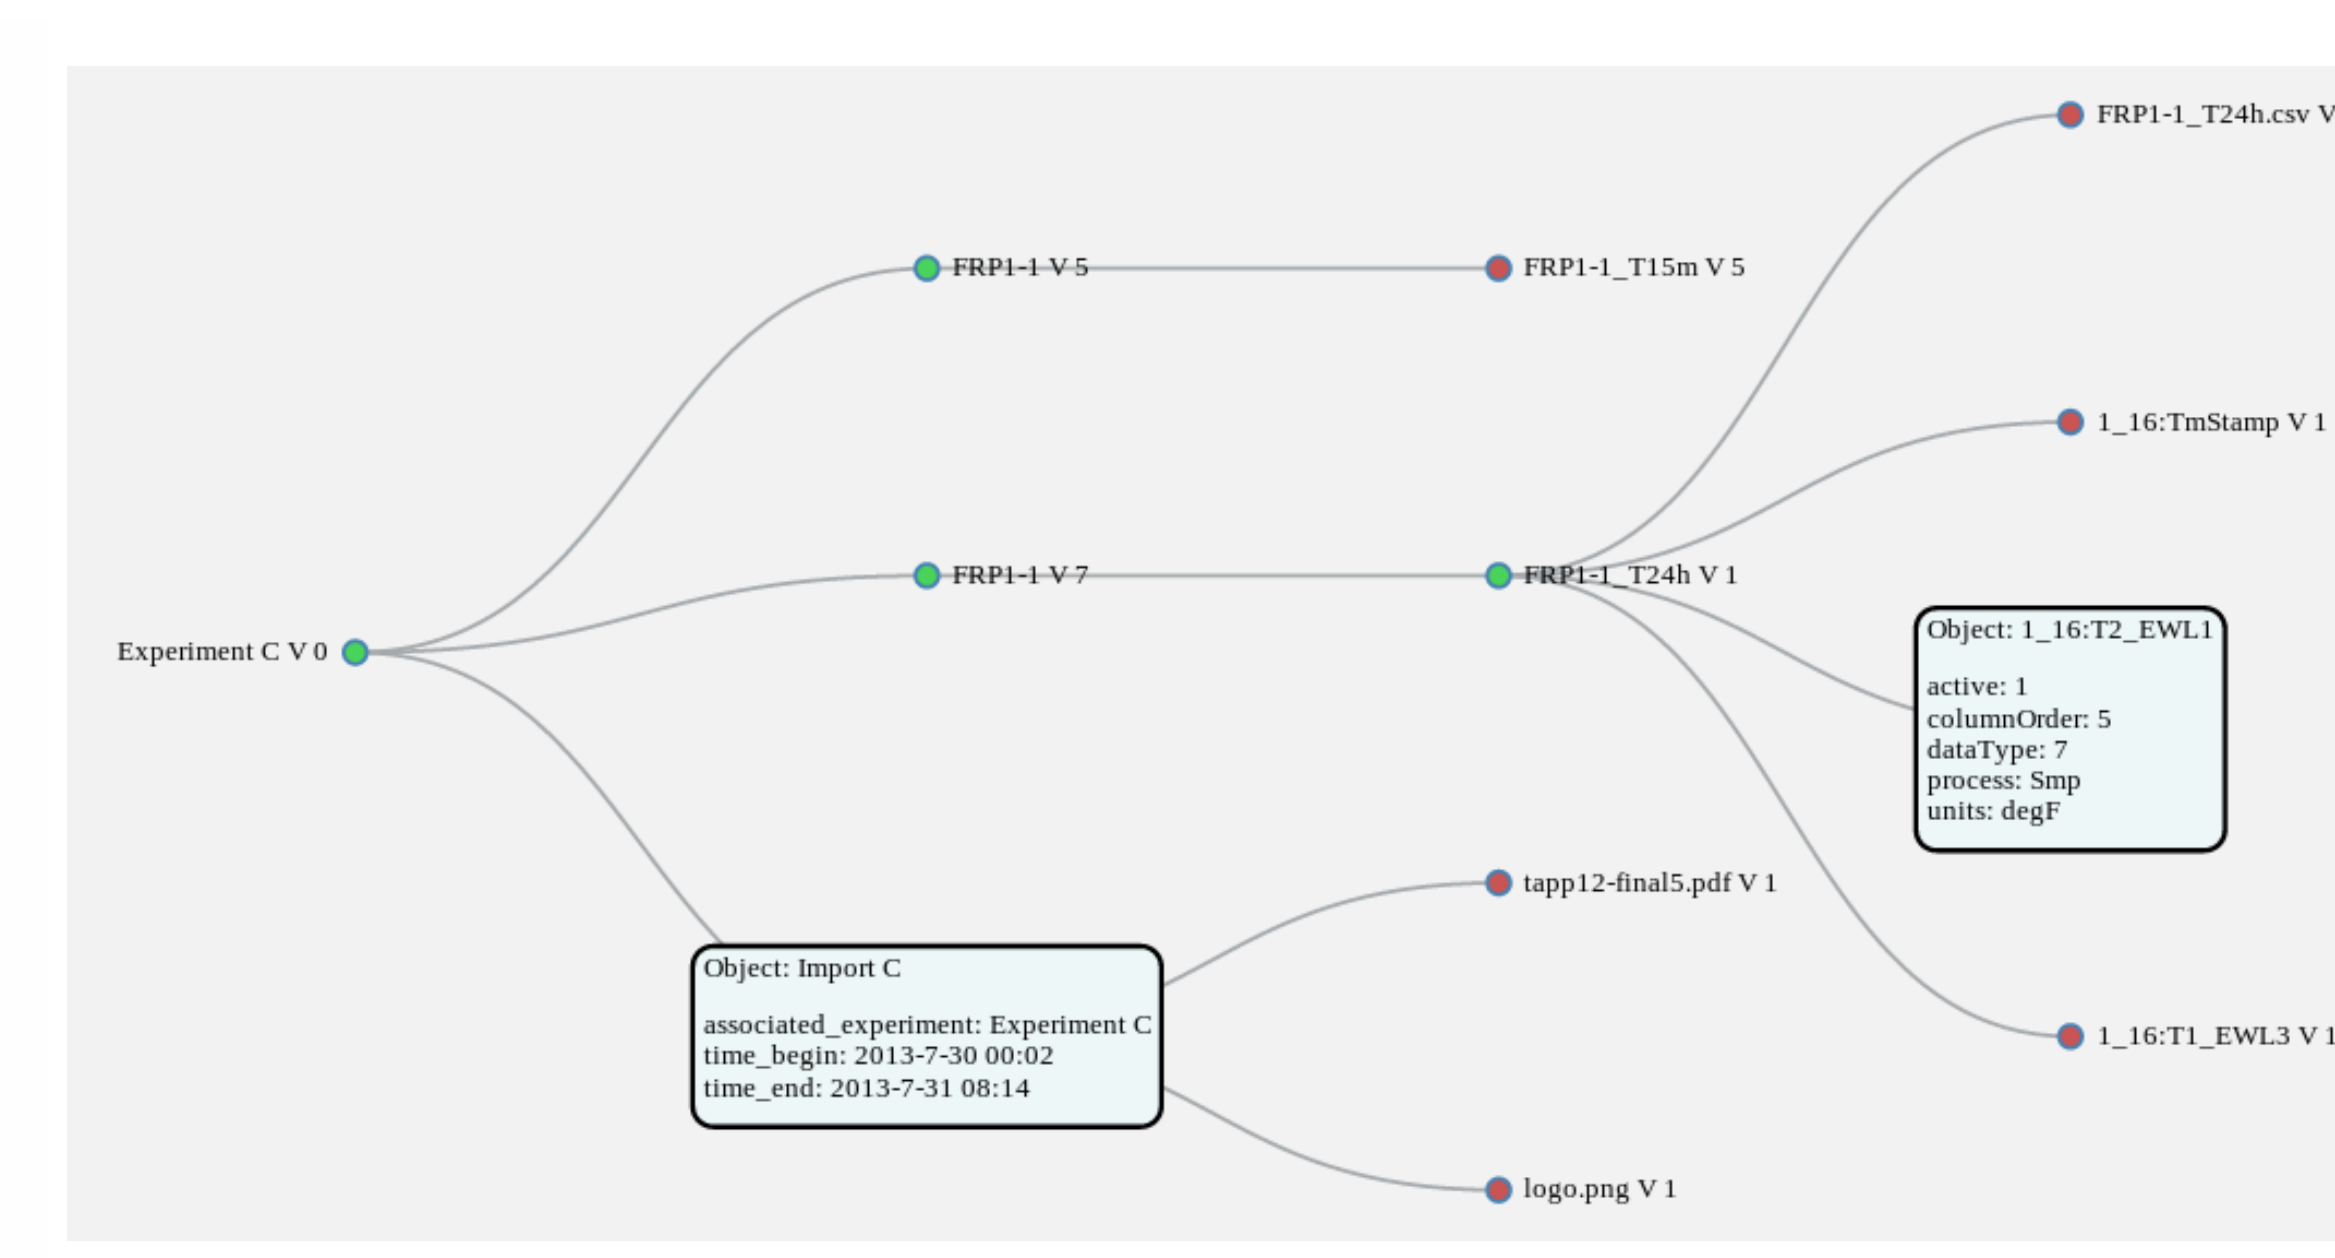 FRP1-1_T24h.csv V
FRP1-1 V 5
FRP1-1_T15m V 5
1_16:TmStamp V 1
FRP1-1 V 7
FRP1-1_T24h V 1
Experiment C V 0
Object: 1_16:T2_EWL1
active: 1
columnOrder: 5
dataType: 7
process: Smp
units: degF
tapp12-final5.pdf V 1
Object: Import C
associated_experiment: Experiment C
time_begin: 2013-7-30 00:02
time_end: 2013-7-31 08:14
1_16:T1_EWL3 V 1
logo.png V 1